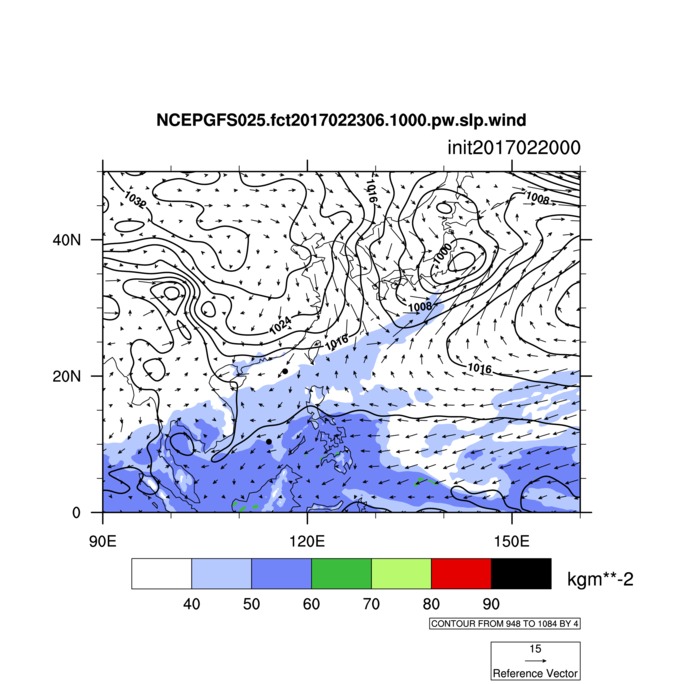 NCEPGFS025.fct2017022306.1000.pw.slp.wind
init2017022000
1032
1016
1008
40N
1000
1008
1024
1016
1016
20N
0
90E 120E 150E
40 50 60 70 80 90
kgm**-2
CONTOUR FROM 948 TO 1084 BY 4
15
Reference Vector